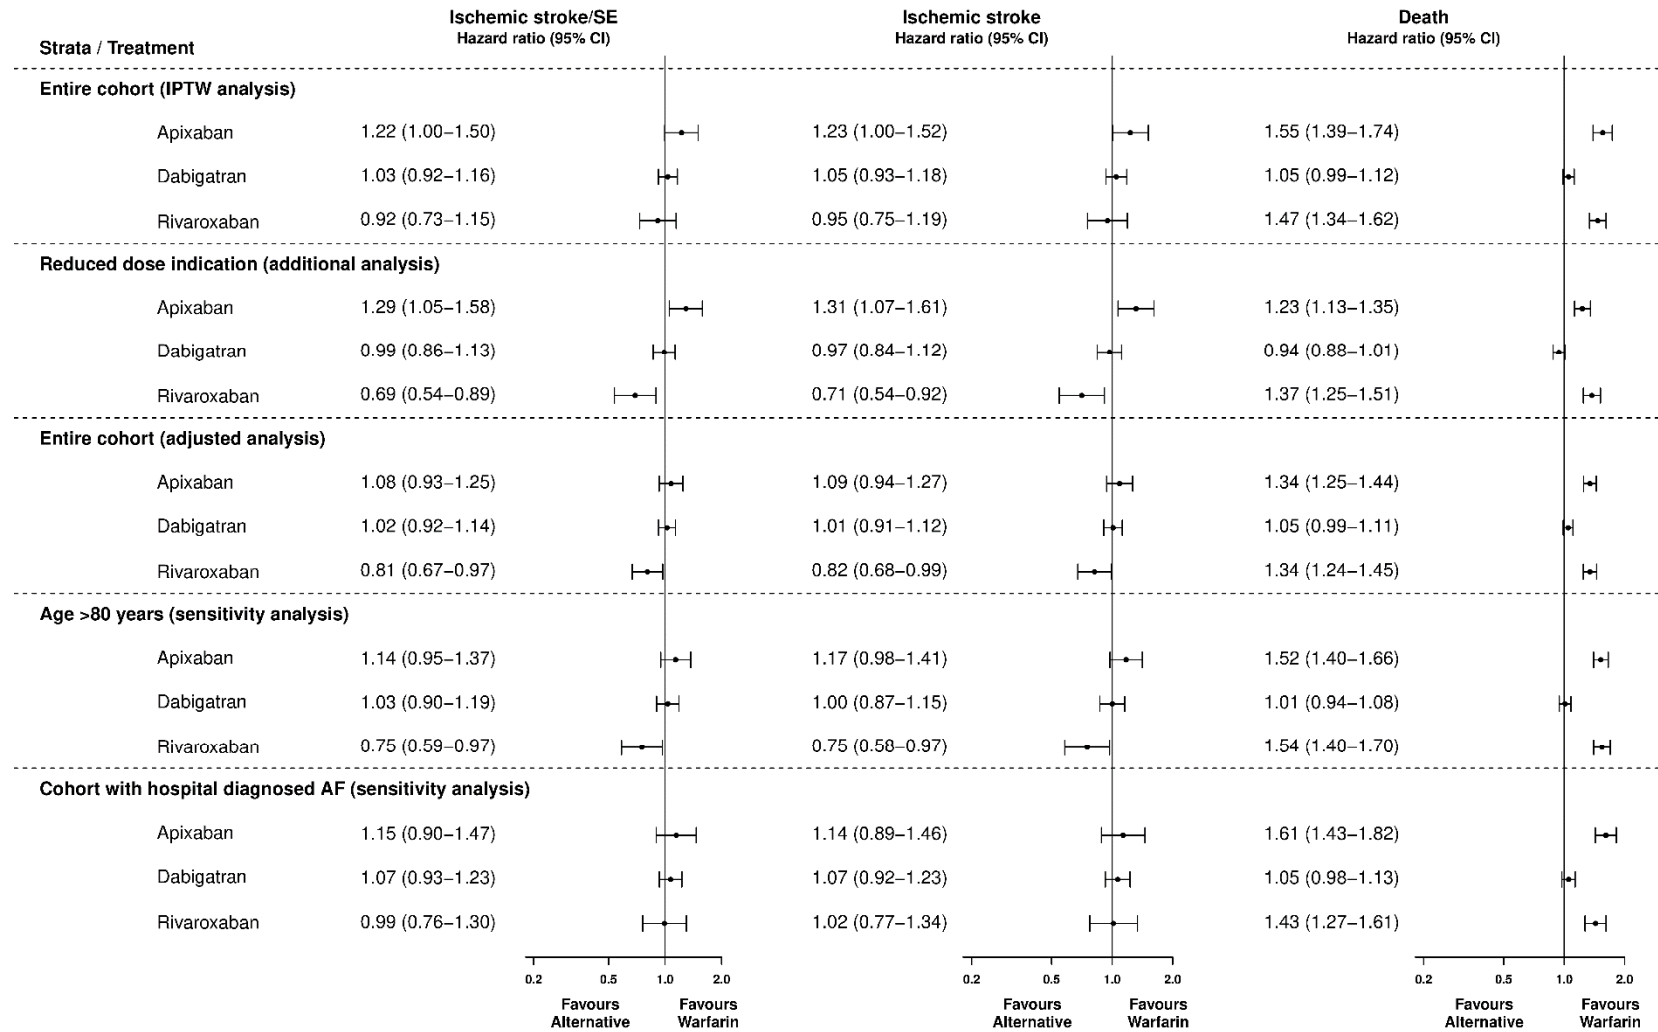 Ischemic stroke/SE Ischemic stroke Death
Strata / Treatment Hazard ratio (95% CI) Hazard ratio (95% CI) Hazard ratio (95% CI)
Entire cohort (IPTW analysis)
Apixaban 1.22 (1.00–1.50) 1.23 (1.00–1.52) 1.55 (1.39–1.74)
Dabigatran 1.03 (0.92–1.16) 1.05 (0.93–1.18) 1.05 (0.99–1.12)
Rivaroxaban 0.92 (0.73–1.15) 0.95 (0.75–1.19) 1.47 (1.34–1.62)
Reduced dose indication (additional analysis)
Apixaban 1.29 (1.05–1.58) 1.31 (1.07–1.61) 1.23 (1.13–1.35)
Dabigatran 0.99 (0.86–1.13) 0.97 (0.84–1.12) 0.94 (0.88–1.01)
Rivaroxaban 0.69 (0.54–0.89) 0.71 (0.54–0.92) 1.37 (1.25–1.51)
Entire cohort (adjusted analysis)
Apixaban 1.08 (0.93–1.25) 1.09 (0.94–1.27) 1.34 (1.25–1.44)
Dabigatran 1.02 (0.92–1.14) 1.01 (0.91–1.12) 1.05 (0.99–1.11)
Rivaroxaban 0.81 (0.67–0.97) 0.82 (0.68–0.99) 1.34 (1.24–1.45)
Age >80 years (sensitivity analysis)
Apixaban 1.14 (0.95–1.37) 1.17 (0.98–1.41) 1.52 (1.40–1.66)
Dabigatran 1.03 (0.90–1.19) 1.00 (0.87–1.15) 1.01 (0.94–1.08)
Rivaroxaban 0.75 (0.59–0.97) 0.75 (0.58–0.97) 1.54 (1.40–1.70)
Cohort with hospital diagnosed AF (sensitivity analysis)
Apixaban 1.15 (0.90–1.47) 1.14 (0.89–1.46) 1.61 (1.43–1.82)
Dabigatran 1.07 (0.93–1.23) 1.07 (0.92–1.23) 1.05 (0.98–1.13)
Rivaroxaban 0.99 (0.76–1.30) 1.02 (0.77–1.34) 1.43 (1.27–1.61)
0.2 0.5 1.0 2.0 0.2 0.5 1.0 2.0 0.2 0.5 1.0 2.0
Favours Favours Favours Favours Favours Favours
Alternative Warfarin Alternative Warfarin Alternative Warfarin